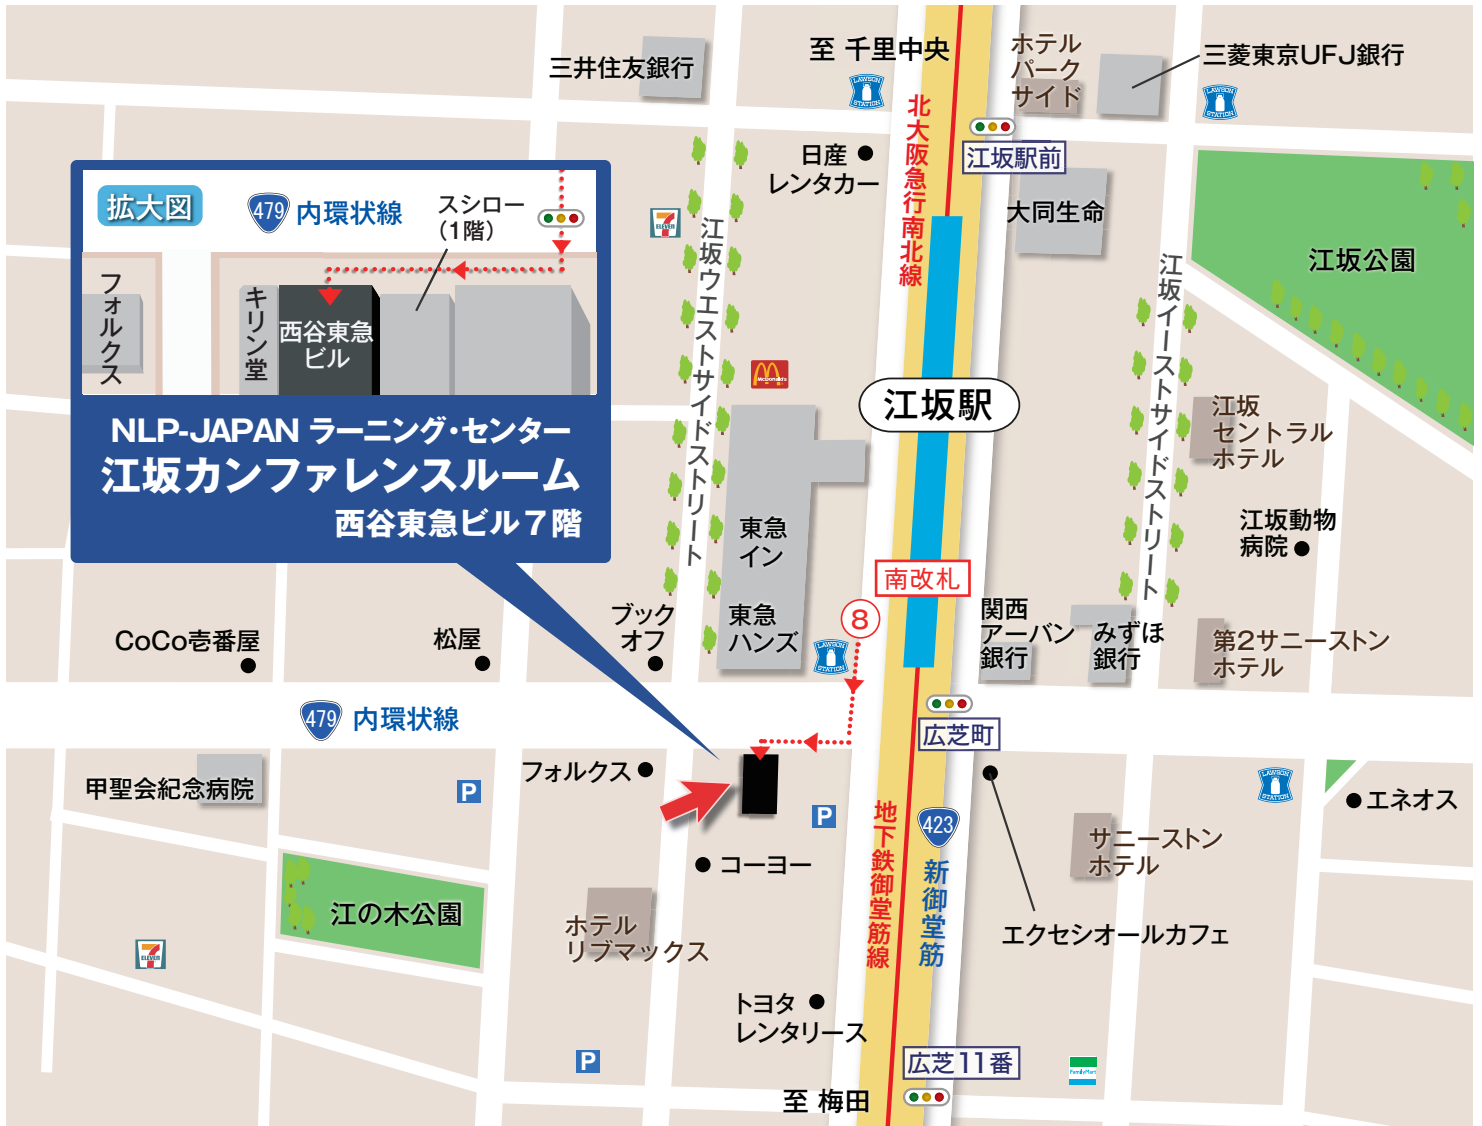 三井住友銀行
至 千里中央
ホテル
パーク
サイド
三菱東京UFJ銀行
LAWSON
STATION
LAWSON
STATION
北大阪急行南北線
江坂駅前
日産
レンタカー
大同生命
拡大図
479
内環状線
スシロー
(1階)
フォルクス
キリン堂
西谷東急
ビル
NLP-JAPAN ラーニング・センター
江坂カンファレンスルーム
西谷東急ビル7階
7
ELEVEN
江坂ウエストサイドストリート
江坂イーストサイドストリート
江坂公園
McDonald's
江坂駅
江坂
セントラル
ホテル
江坂動物
病院
東急
イン
南改札
東急
ハンズ
8
LAWSON
STATION
関西
アーバン
銀行
みずほ
銀行
第2サニーストン
ホテル
CoCo壱番屋
松屋
ブック
オフ
479
内環状線
広芝町
甲聖会紀念病院
P
フォルクス
P
LAWSON
STATION
エネオス
地下鉄御堂筋線
423
新御堂筋
サニーストン
ホテル
コーヨー
江の木公園
ホテル
リブマックス
エクセシオールカフェ
7
ELEVEN
トヨタ
レンタリース
P
広芝11番
FamilyMart
至 梅田